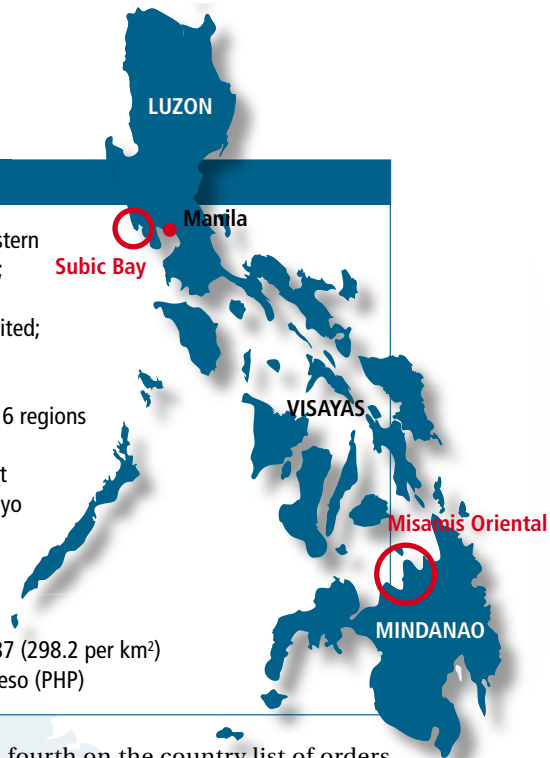 LUZON
Manila
stern
Subic Bay
;
ited;
6 regions
VISAYAS
t
yo
Misamis Oriental
MINDANAO
37 (298.2 per km²)
eso (PHP)
fourth on the country list of orders